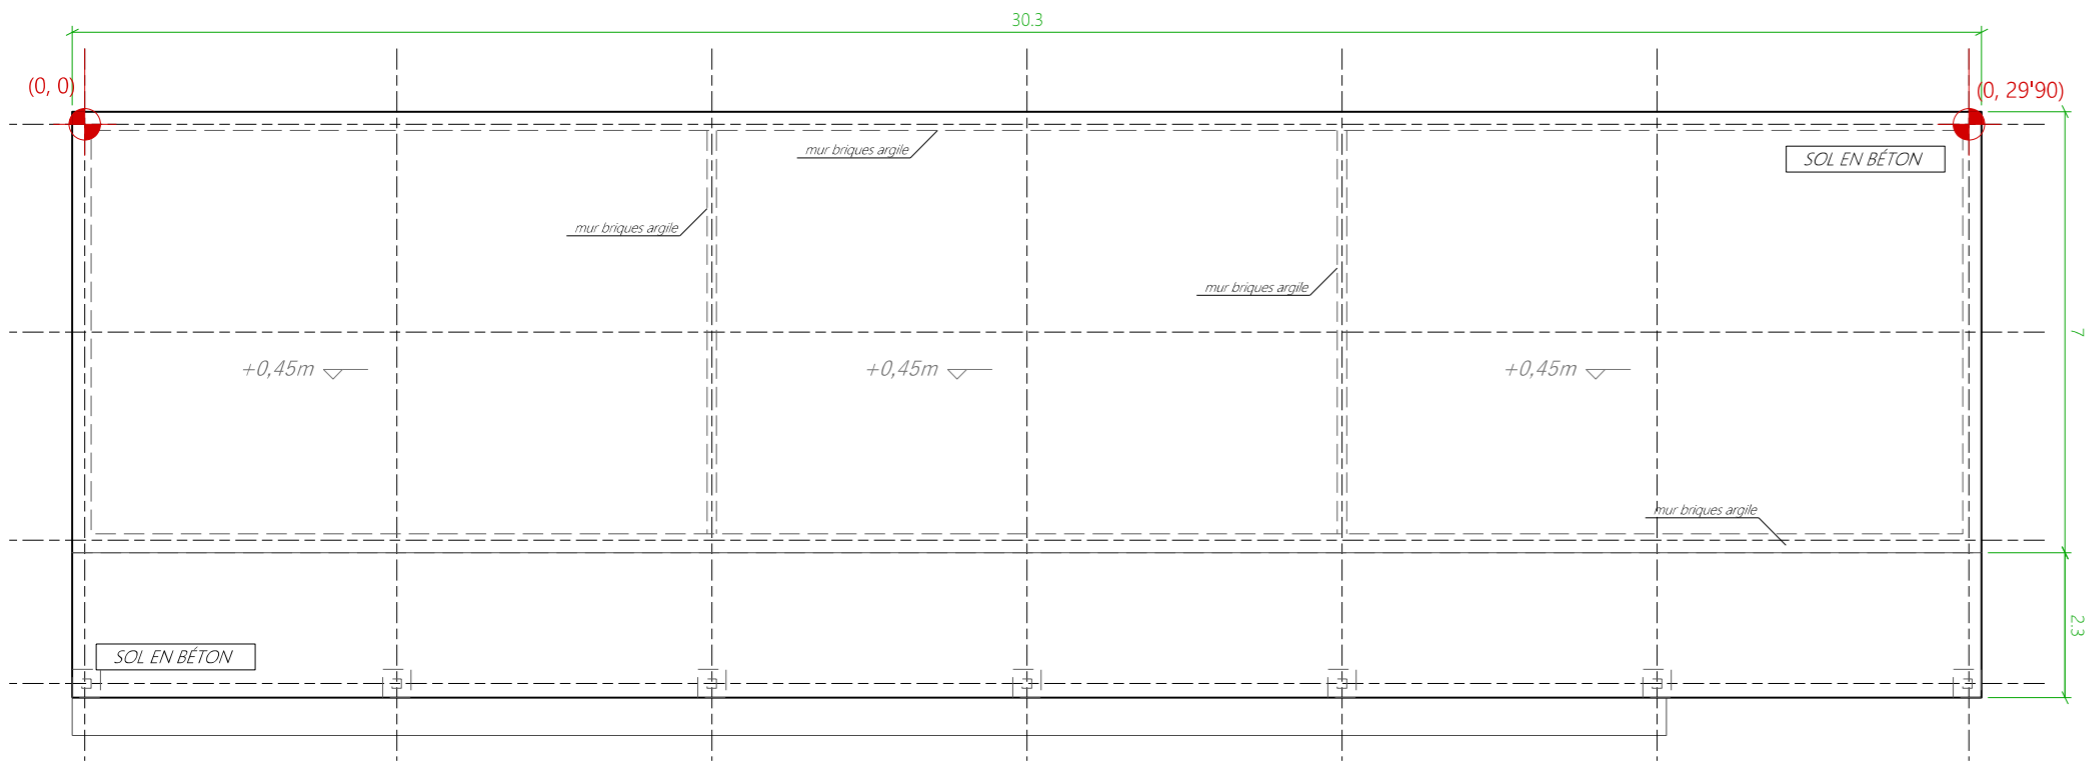 30.3
(0, 0)
(0, 29'90)
mur briques argile
SOL EN BÉTON
mur briques argile
mur briques argile
7
+0,45m
+0,45m
+0,45m
mur briques argile
2.3
SOL EN BÉTON